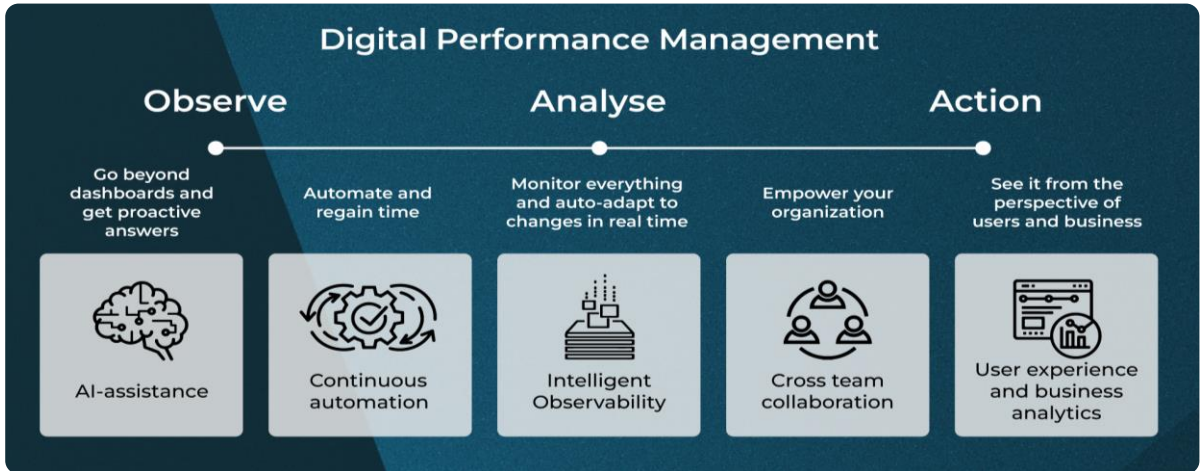 Digital Performance Management
Observe
Analyse
Action
Go beyond
dashboards and
get proactive
answers
Automate and
regain time
Monitor everything
and auto-adapt to
changes in real time
Empower your
organization
See it from the
perspective of
users and business
AI-assistance
Continuous
automation
Intelligent
Observability
Cross team
collaboration
User experience
and business
analytics